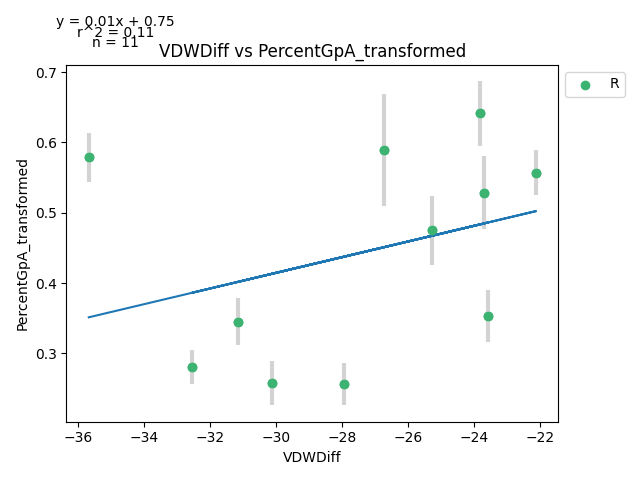 y = 0.01x + 0.75
r^2 = 0.11
n = 11
VDWDiff vs PercentGpA_transformed
R
PercentGpA_transformed
0.7
0.6
0.5
0.4
0.3
−36 −34 −32 −30 −28 −26 −24 −22
VDWDiff